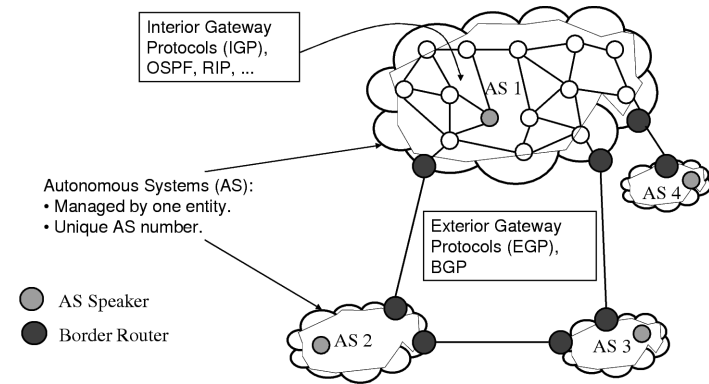 Interior Gateway
Protocols (IGP),
OSPF, RIP, ...
AS 1
AS 4
Autonomous Systems (AS):
• Managed by one entity.
• Unique AS number.
Exterior Gateway
Protocols (EGP),
BGP
AS Speaker
Border Router
AS 2
AS 3